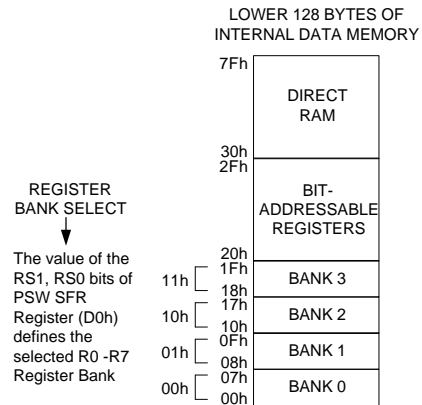 LOWER 128 BYTES OF
INTERNAL DATA MEMORY
7Fh
DIRECT
RAM
30h
2Fh
REGISTER
BANK SELECT
BIT-
ADDRESSABLE
REGISTERS
The value of the
RS1, RS0 bits of
PSW SFR
Register (D0h)
defines the
selected R0 -R7
Register Bank
20h
1Fh
11h
BANK 3
18h
17h
10h
BANK 2
10h
0Fh
01h
BANK 1
08h
07h
00h
BANK 0
00h